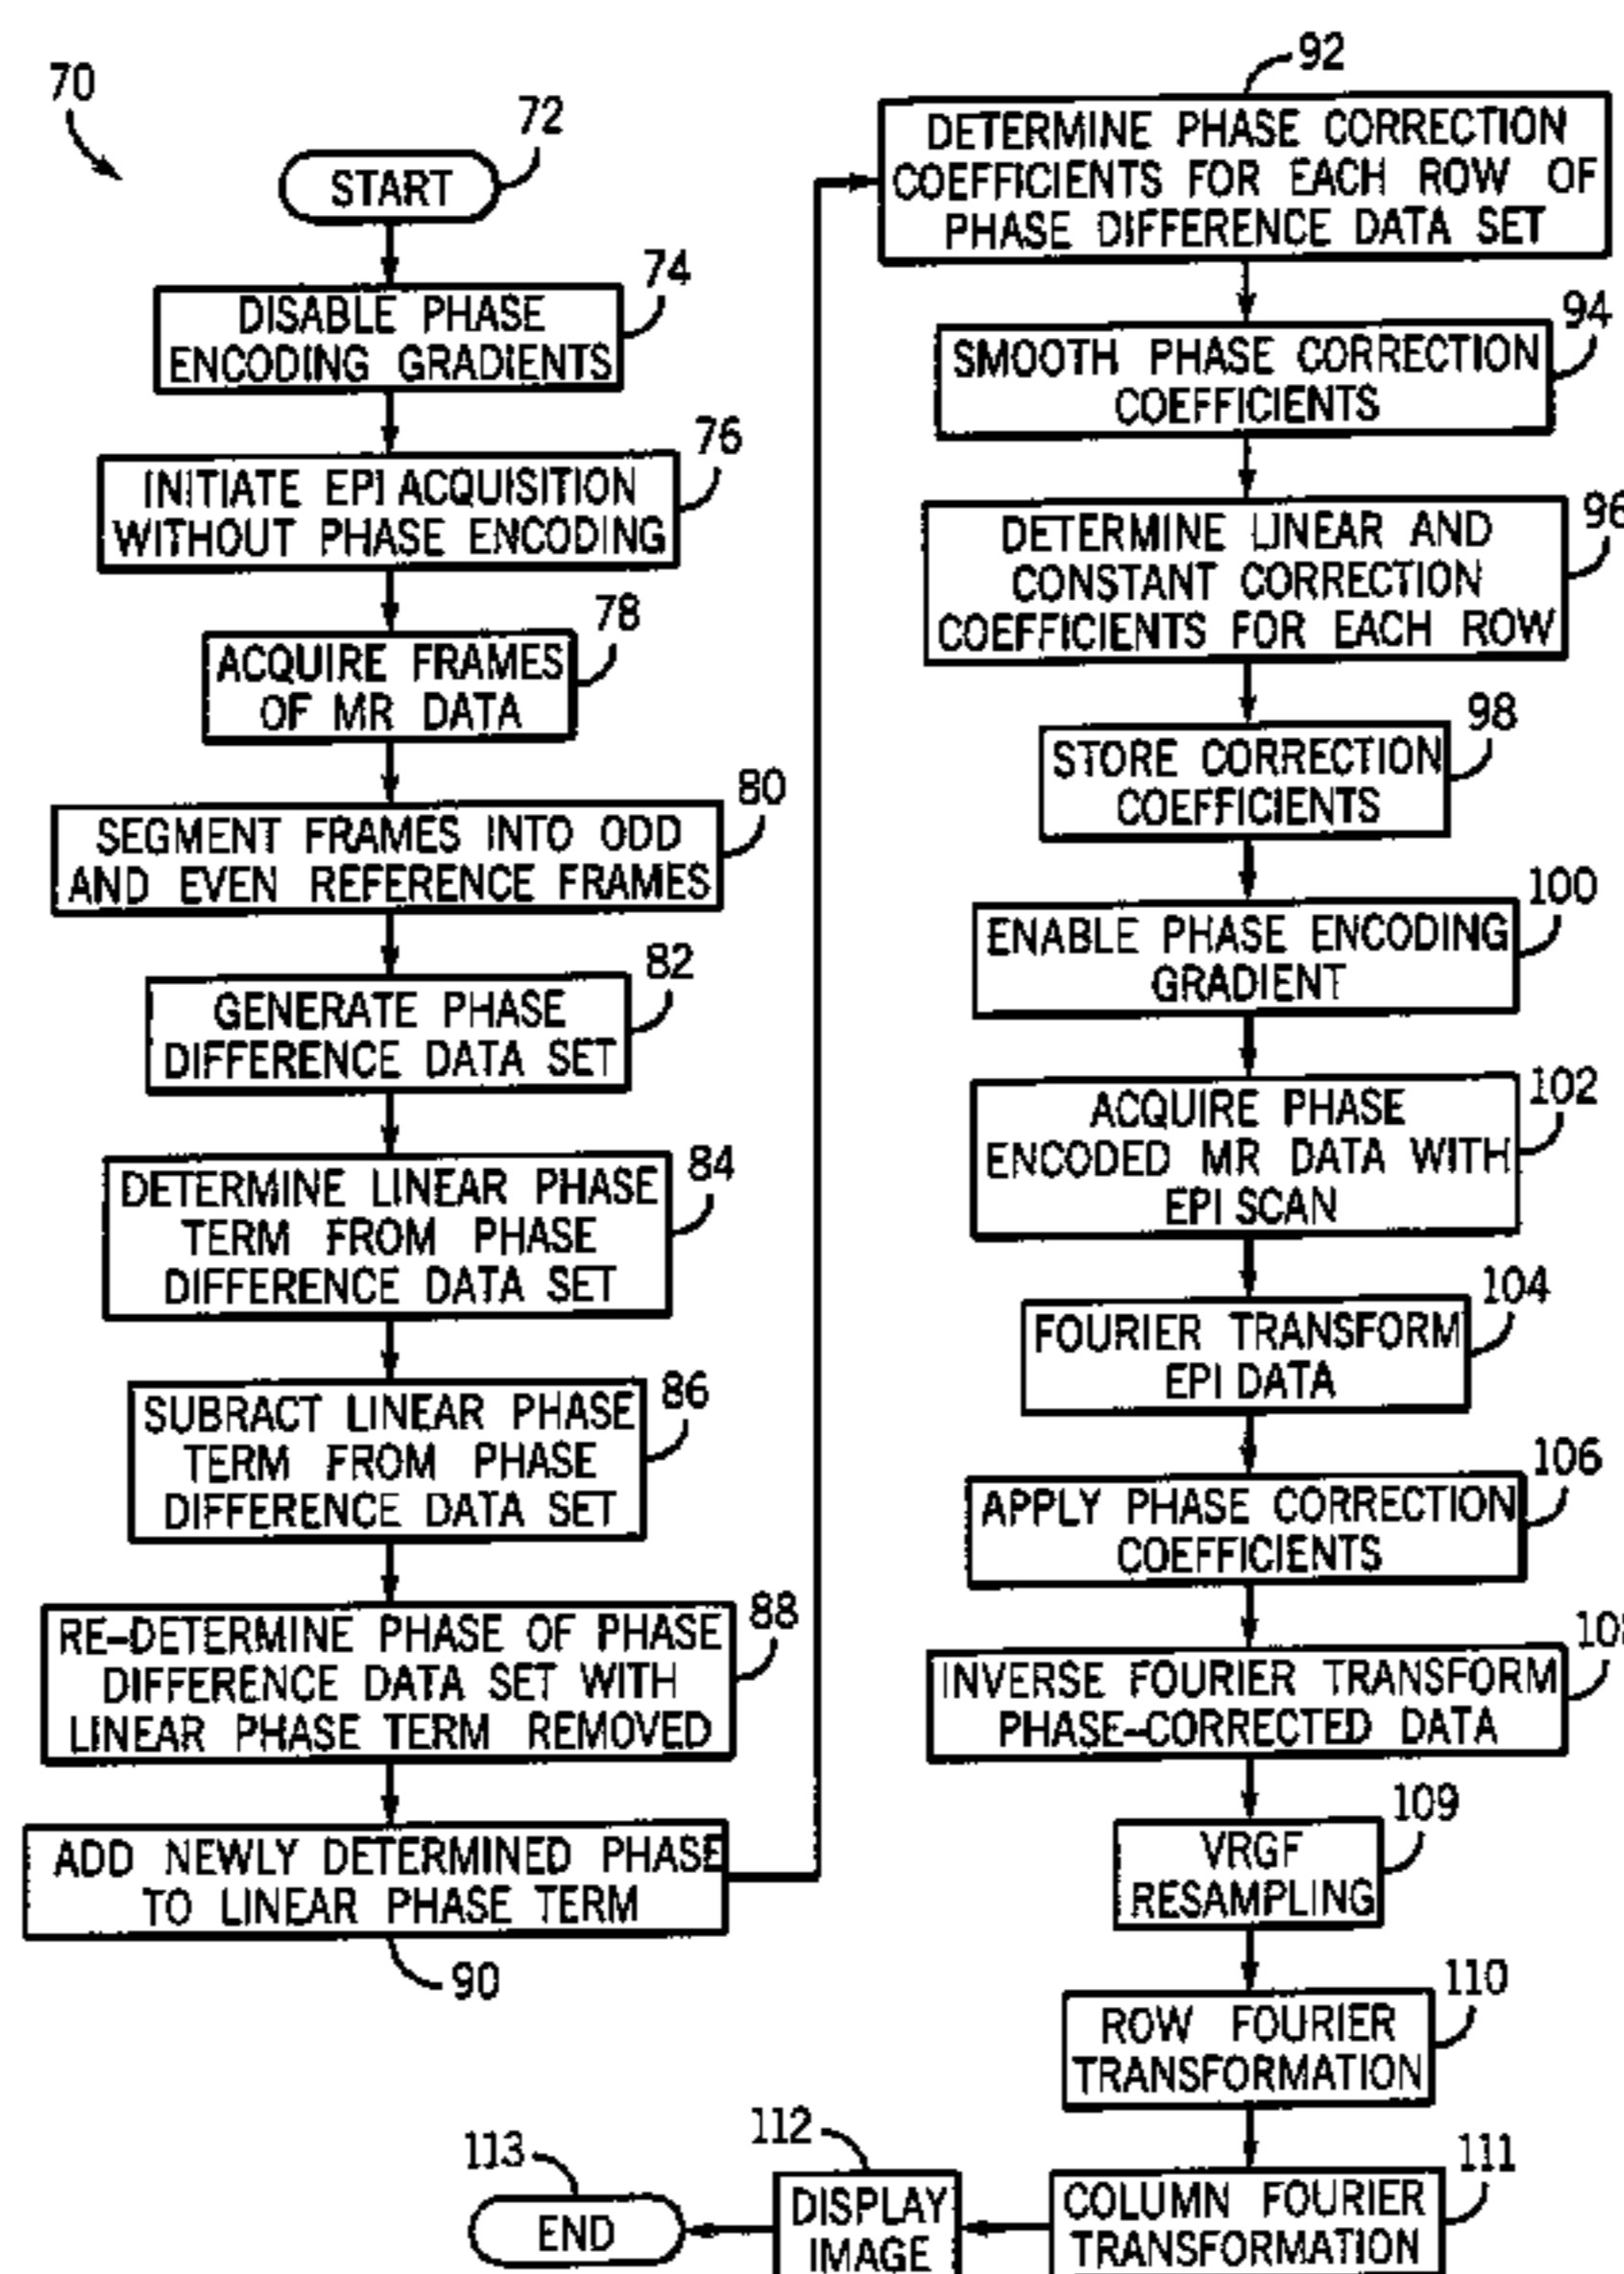 70
72
START
74
DISABLE PHASE
ENCODING GRADIENTS
76
INITIATE EPI ACQUISITION
WITHOUT PHASE ENCODING
78
ACQUIRE FRAMES
OF MR DATA
80
SEGMENT FRAMES INTO ODD
AND EVEN REFERENCE FRAMES
82
GENERATE PHASE
DIFFERENCE DATA SET
84
DETERMINE LINEAR PHASE
TERM FROM PHASE
DIFFERENCE DATA SET
86
SUBRACT LINEAR PHASE
TERM FROM PHASE
DIFFERENCE DATA SET
88
RE-DETERMINE PHASE OF PHASE
DIFFERENCE DATA SET WITH
LINEAR PHASE TERM REMOVED
ADD NEWLY DETERMINED PHASE
TO LINEAR PHASE TERM
90
92
DETERMINE PHASE CORRECTION
COEFFICIENTS FOR EACH ROW OF
PHASE DIFFERENCE DATA SET
94
SMOOTH PHASE CORRECTION
COEFFICIENTS
96
DETERMINE LINEAR AND
CONSTANT CORRECTION
COEFFICIENTS FOR EACH ROW
98
STORE CORRECTION
COEFFICIENTS
100
ENABLE PHASE ENCODING
GRADIENT
102
ACQUIRE PHASE
ENCODED MR DATA WITH
EPI SCAN
104
FOURIER TRANSFORM
EPI DATA
106
APPLY PHASE CORRECTION
COEFFICIENTS
INVERSE FOURIER TRANSFORM
PHASE-CORRECTED DATA
109
VRGF
RESAMPLING
110
ROW FOURIER
TRANSFORMATION
111
COLUMN FOURIER
TRANSFORMATION
112
DISPLAY
IMAGE
113
END